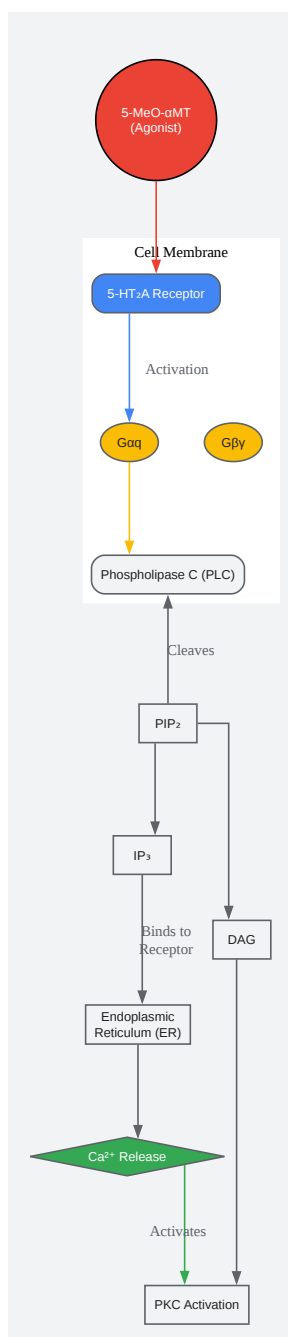 5-MeO-αMT
(Agonist)
Cell Membrane
5-HT₂A Receptor
Activation
Gαq
Gβγ
Phospholipase C (PLC)
Cleaves
PIP₂
IP₃
Binds to
Receptor
DAG
Endoplasmic
Reticulum (ER)
Ca²⁺ Release
Activates
PKC Activation